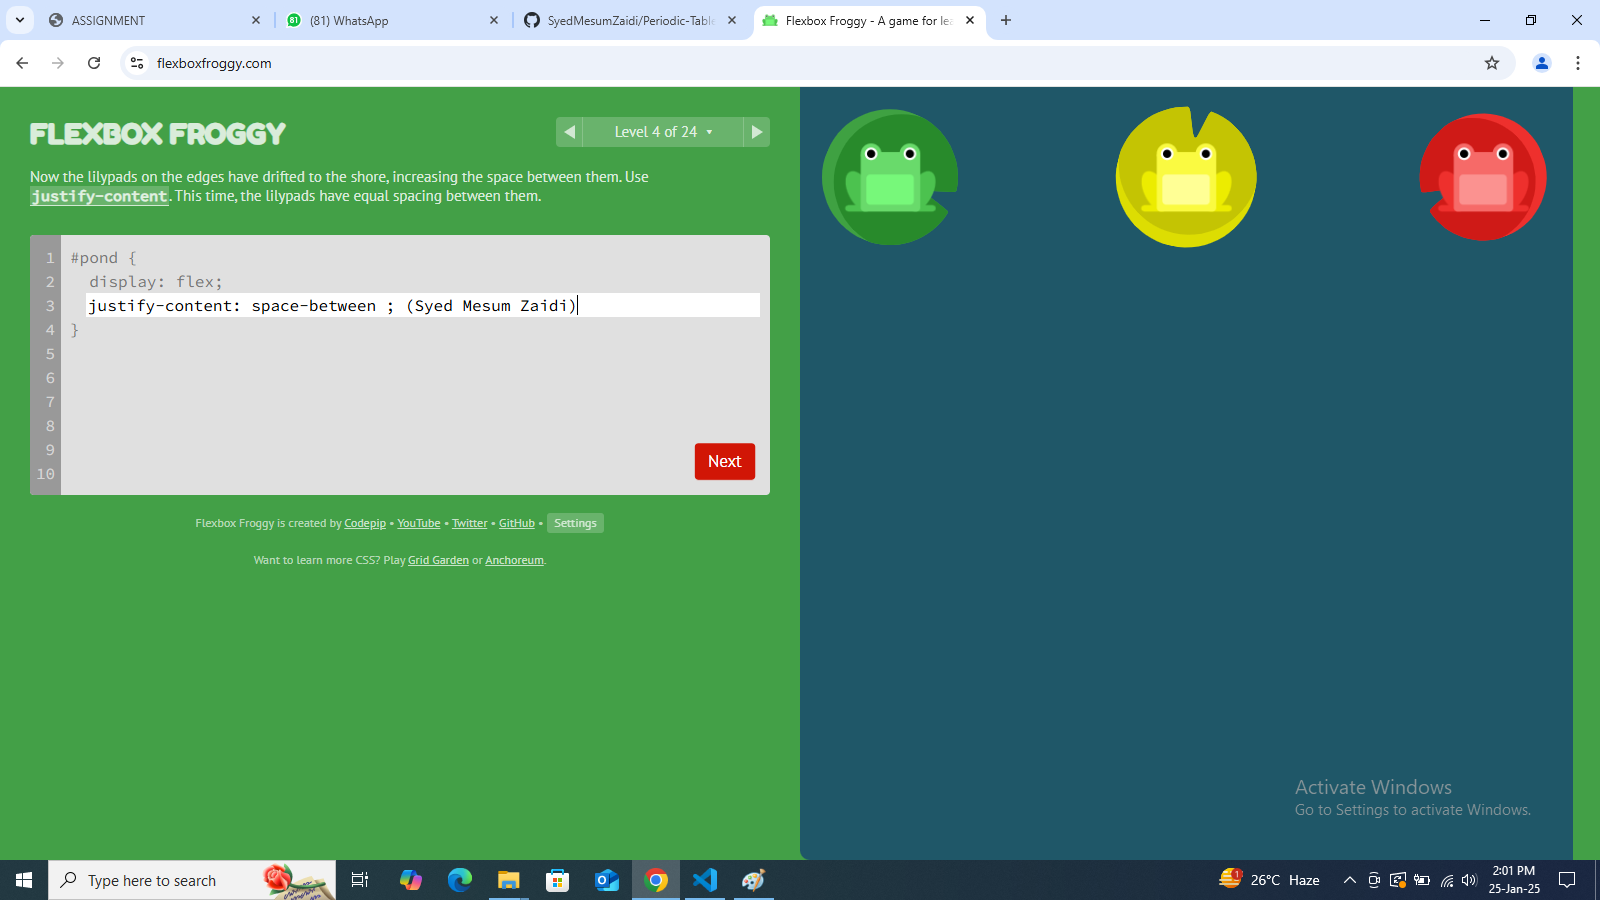 ASSIGNMENT
(81) WhatsApp
SyedMesumZaidi/Periodic-Table
Flexbox Froggy - A game for lea
flexboxfroggy.com
FLEXBOX FROGGY
Level 4 of 24
Now the lilypads on the edges have drifted to the shore, increasing the space between them. Use
justify-content. This time, the lilypads have equal spacing between them.
1 #pond {
2 display: flex;
3 justify-content: space-between ; (Syed Mesum Zaidi)
4 }
5
6
7
8
9
10
Next
Flexbox Froggy is created by Codepip • YouTube • Twitter • GitHub • Settings
Want to learn more CSS? Play Grid Garden or Anchoreum.
Activate Windows
Go to Settings to activate Windows.
Type here to search
1
26°C Haze
2:01 PM
25-Jan-25